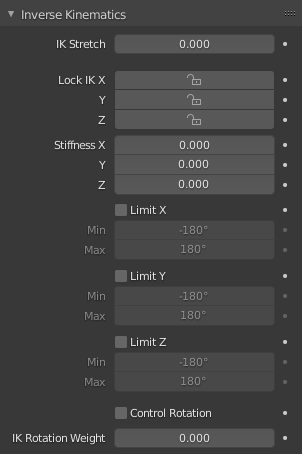 Inverse Kinematics
IK Stretch 0.000
Lock IK X
Y
Z
Stiffness X 0.000
Y 0.000
Z 0.000
Limit X
Min -180°
Max 180°
Limit Y
Min -180°
Max 180°
Limit Z
Min -180°
Max 180°
Control Rotation
IK Rotation Weight 0.000